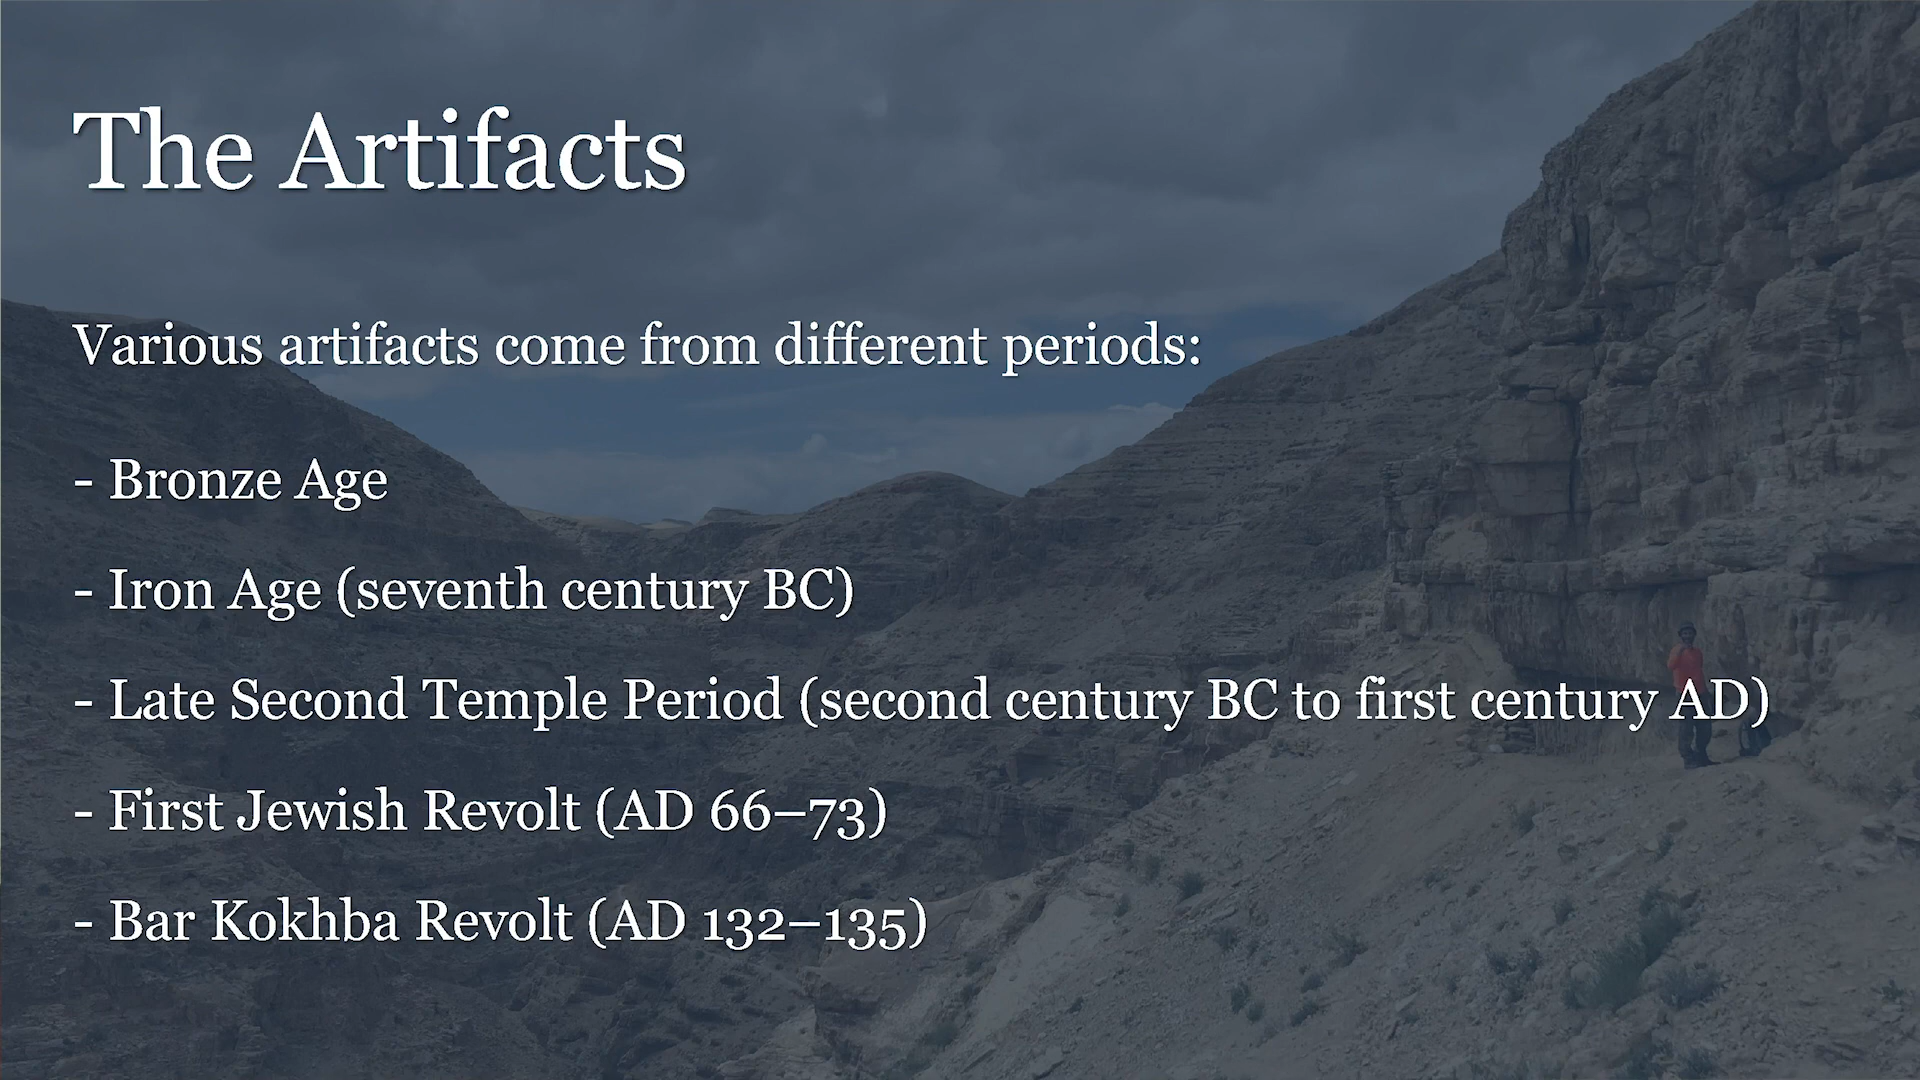 The Artifacts
Various artifacts come from different periods:
- Bronze Age
- Iron Age (seventh century BC)
- Late Second Temple Period (second century BC to first century AD)
- First Jewish Revolt (AD 66–73)
- Bar Kokhba Revolt (AD 132–135)